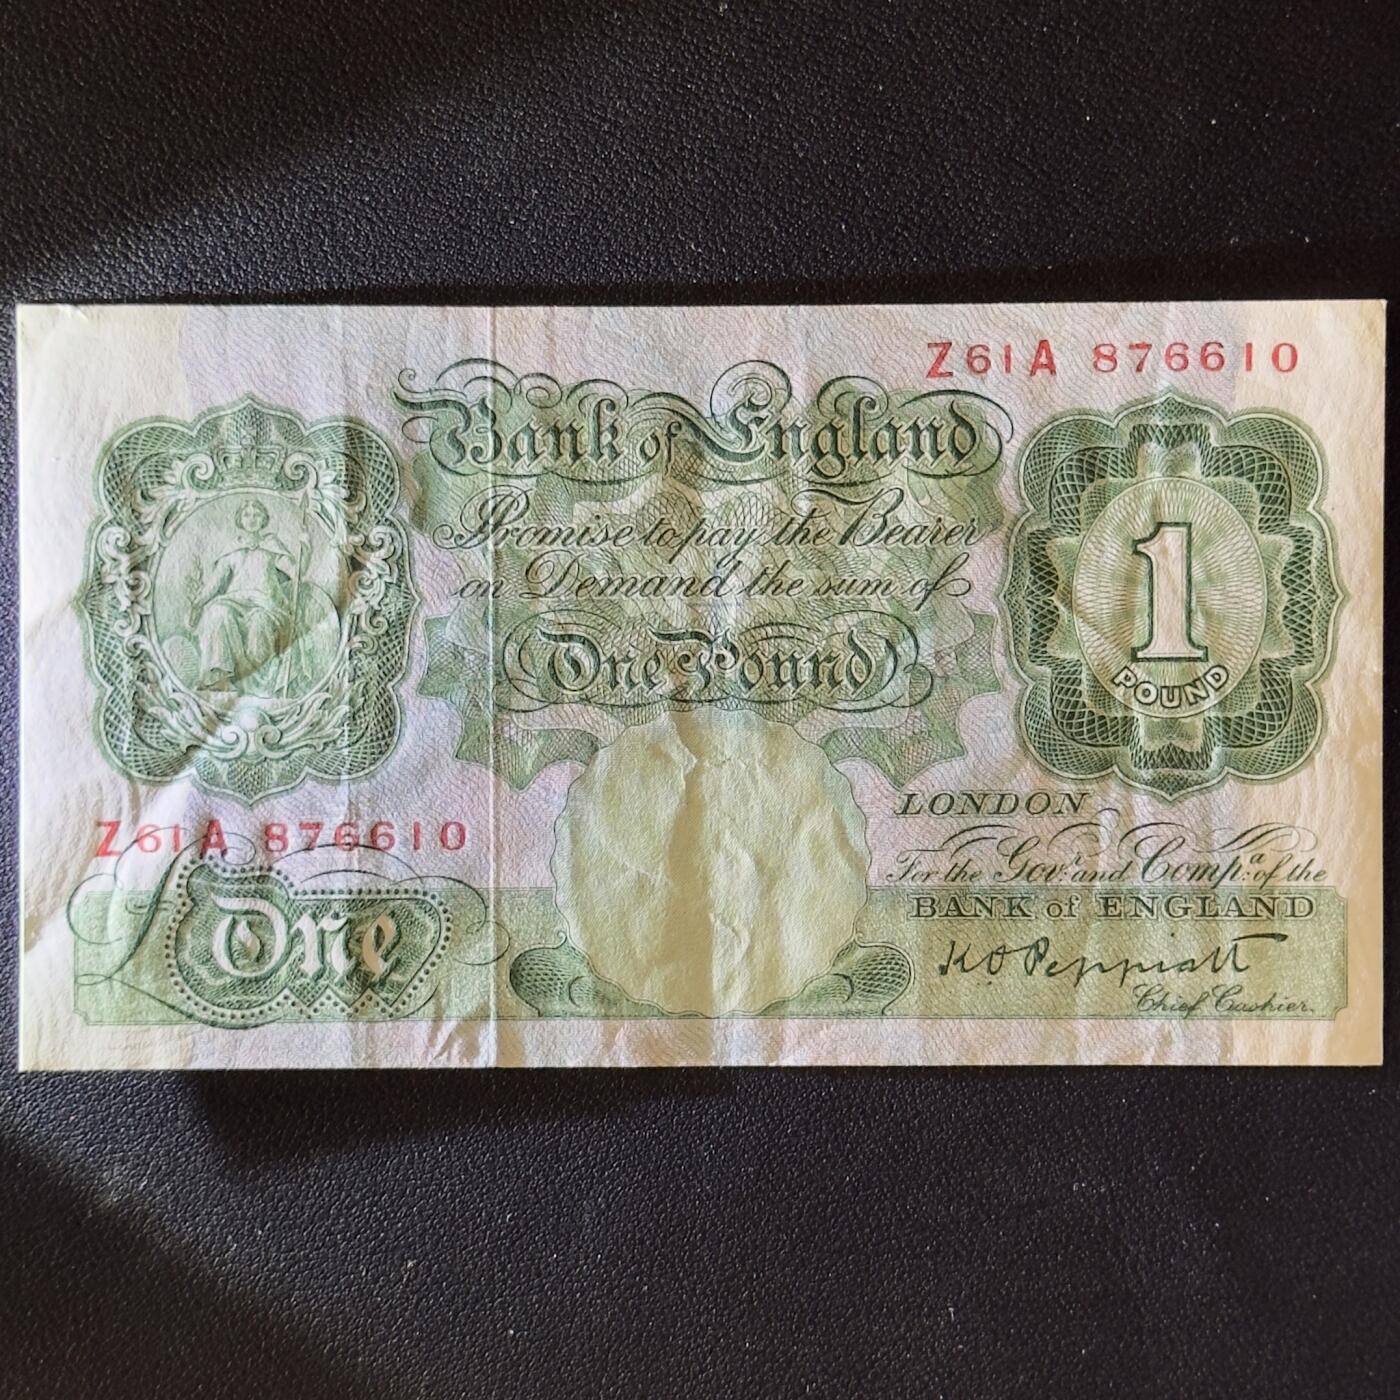 Z61A 876610
Bank of England
Promise to pay the Bearer
on Demand the sum of
One Pound
1
POUND
LONDON
Z61A 876610
For the Govr. and Compa. of the
BANK of ENGLAND
£One
K O Peppiatt
Chief Cashier.